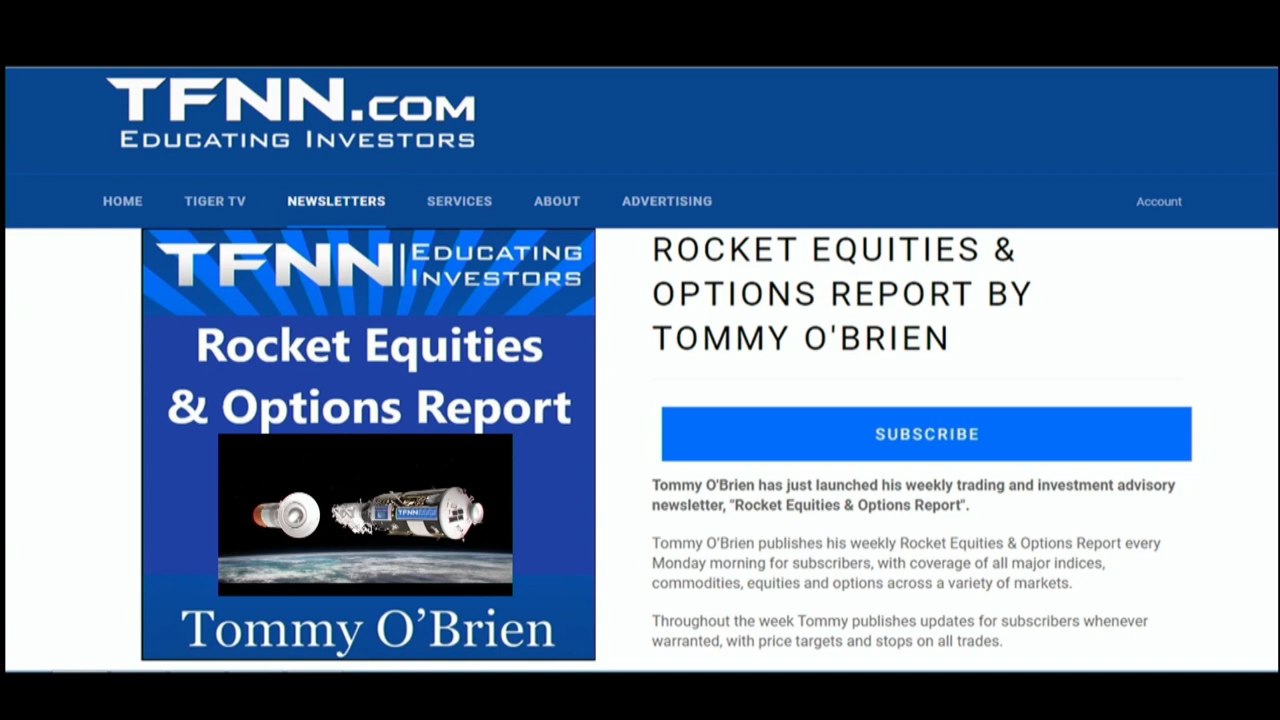 TFNN.COM
EDUCATING INVESTORS
HOME TIGER TV NEWSLETTERS SERVICES ABOUT ADVERTISING Account
TFNN | EDUCATING
INVESTORS
Rocket Equities
& Options Report
TFNN
Tommy O’Brien
ROCKET EQUITIES &
OPTIONS REPORT BY
TOMMY O'BRIEN
SUBSCRIBE
Tommy O'Brien has just launched his weekly trading and investment advisory
newsletter, "Rocket Equities & Options Report".
Tommy O’Brien publishes his weekly Rocket Equities & Options Report every
Monday morning for subscribers, with coverage of all major indices,
commodities, equities and options across a variety of markets.
Throughout the week Tommy publishes updates for subscribers whenever
warranted, with price targets and stops on all trades.